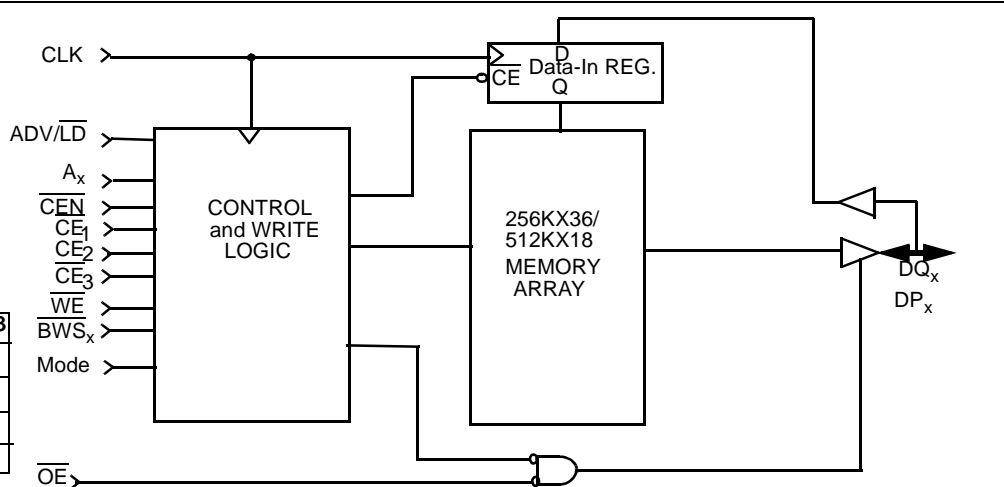 CLK
D
CE
Data-In REG.
Q
ADV/LD
Ax
CEN
CE1
CE2
CE3
WE
BWSx
Mode
OE
CONTROL
and WRITE
LOGIC
256KX36/
512KX18
MEMORY
ARRAY
DQx
DPx